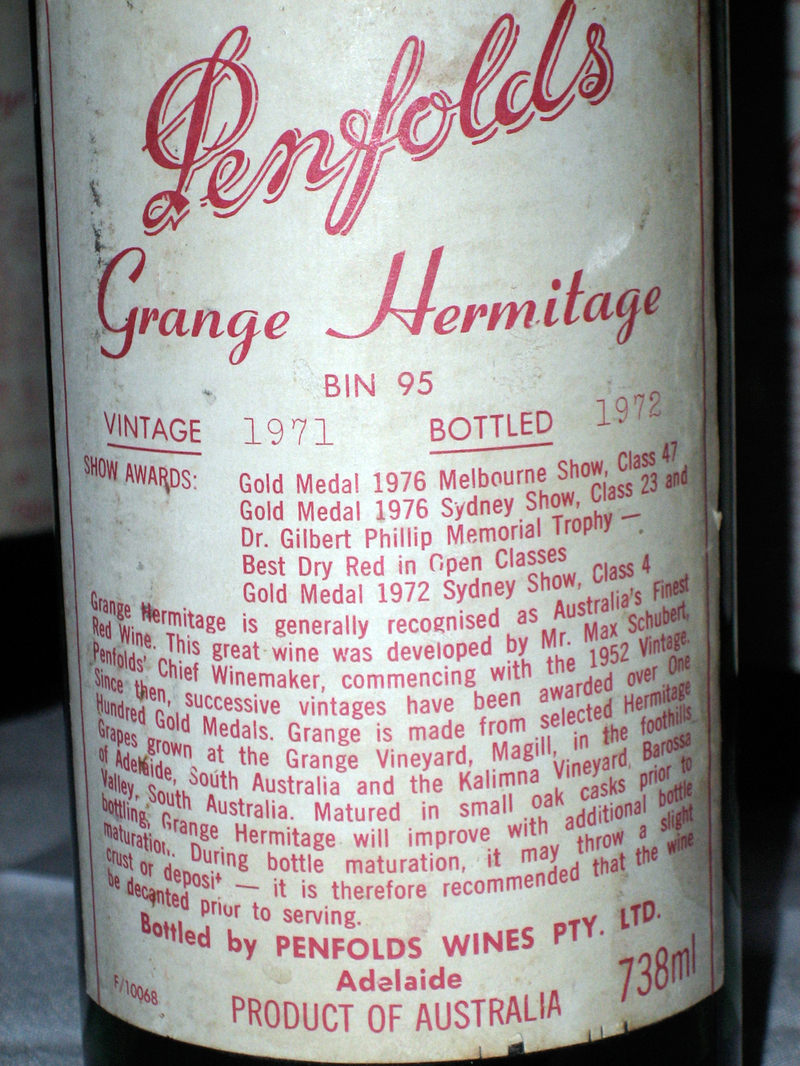 Penfolds
Grange Hermitage
BIN 95
VINTAGE 1971 BOTTLED 1972
SHOW AWARDS: Gold Medal 1976 Melbourne Show, Class 47
Gold Medal 1976 Sydney Show, Class 23 and
Dr. Gilbert Phillip Memorial Trophy —
Best Dry Red in Open Classes
Gold Medal 1972 Sydney Show, Class 4
Grange Hermitage is generally recognised as Australia's Finest
Red Wine. This great wine was developed by Mr. Max Schubert,
Penfolds' Chief Winemaker, commencing with the 1952 Vintage.
Since then, successive vintages have been awarded over One
Hundred Gold Medals. Grange is made from selected Hermitage
Grapes grown at the Grange Vineyard, Magill, in the foothills
of Adelaide, South Australia and the Kalimna Vineyard, Barossa
Valley, South Australia. Matured in small oak casks prior to
bottling, Grange Hermitage will improve with additional bottle
maturation. During bottle maturation, it may throw a slight
crust or deposit — it is therefore recommended that the wine
be decanted prior to serving.
Bottled by PENFOLDS WINES PTY. LTD.
Adelaide
F/10068 PRODUCT OF AUSTRALIA 738ml